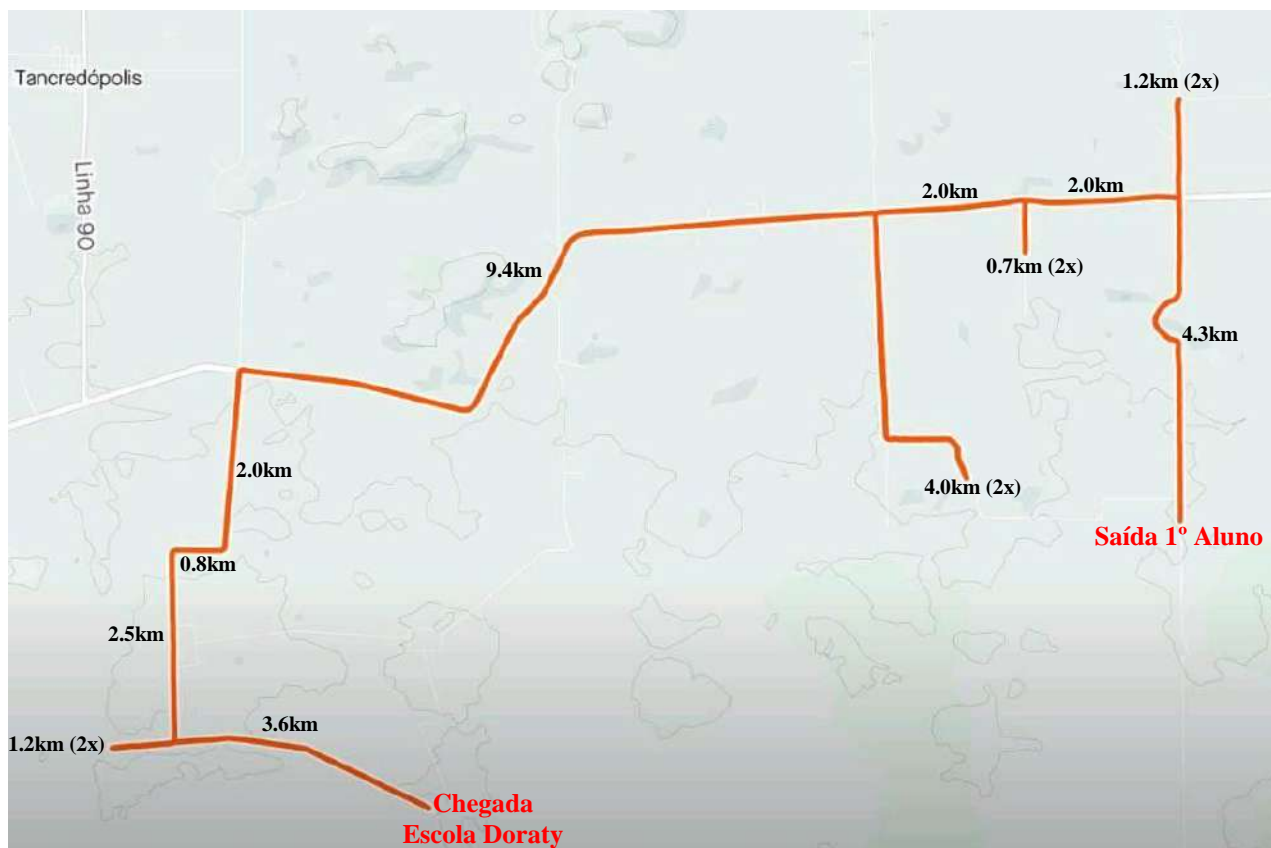 Tancredópolis
1.2km (2x)
Linha 90
2.0km
2.0km
0.7km (2x)
9.4km
4.3km
2.0km
4.0km (2x)
Saída 1º Aluno
0.8km
2.5km
3.6km
1.2km (2x)
Chegada
Escola Doraty